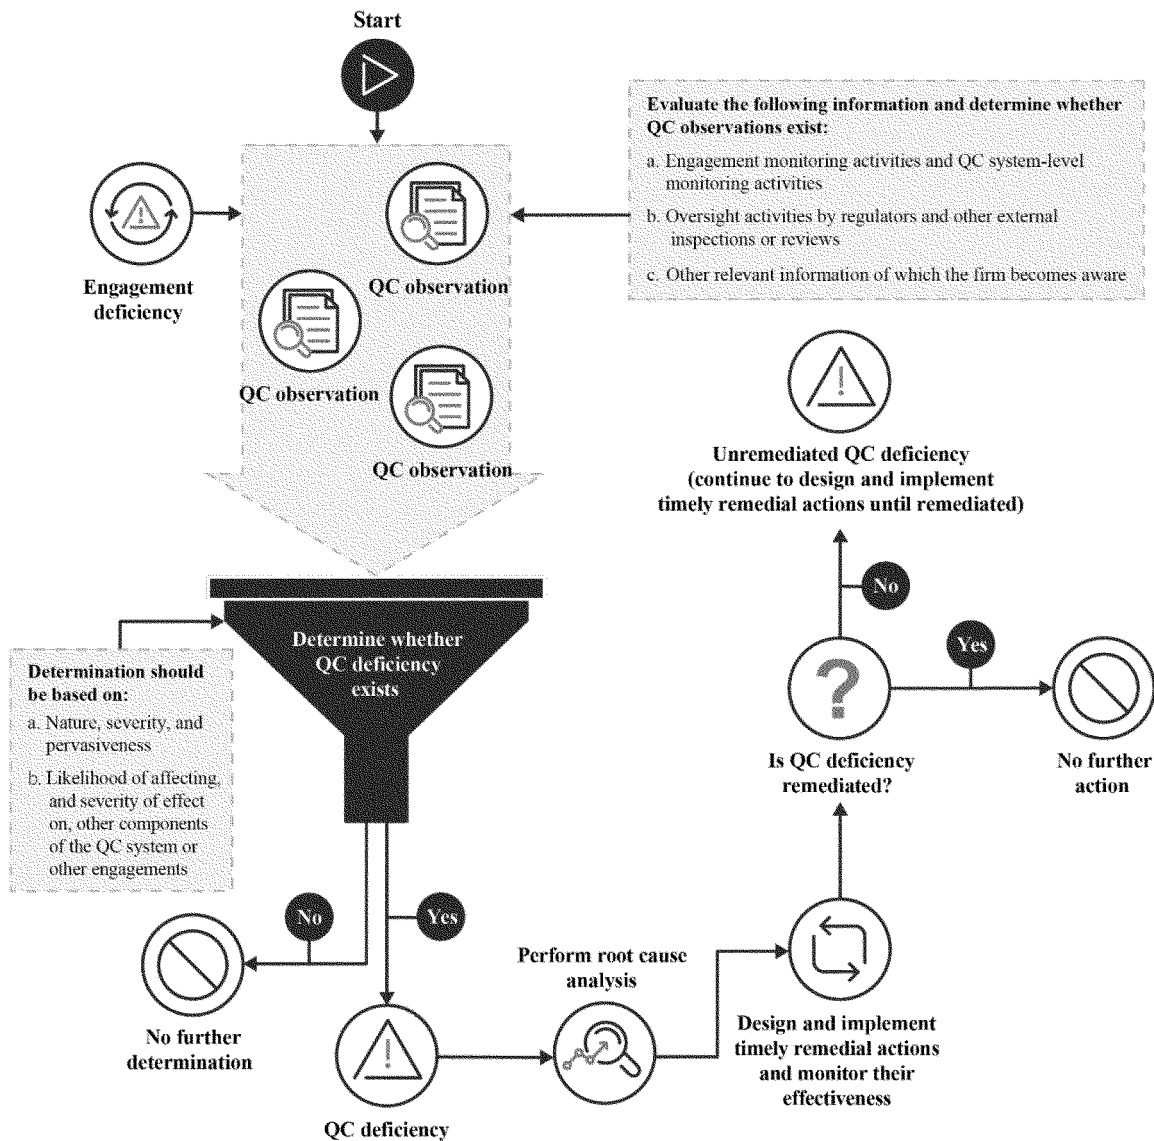 Start
Evaluate the following information and determine whether
QC observations exist:
a. Engagement monitoring activities and QC system-level
monitoring activities
b. Oversight activities by regulators and other external
inspections or reviews
c. Other relevant information of which the firm becomes aware
Engagement
deficiency
QC observation
QC observation
QC observation
Unremediated QC deficiency
(continue to design and implement
timely remedial actions until remediated)
No
Determine whether
QC deficiency
exists
Determination should
be based on:
a. Nature, severity, and
pervasiveness
b. Likelihood of affecting,
and severity of effect
on, other components
of the QC system or
other engagements
Yes
?
Is QC deficiency
remediated?
No further
action
No
Yes
No further
determination
QC deficiency
Perform root cause
analysis
Design and implement
timely remedial actions
and monitor their
effectiveness